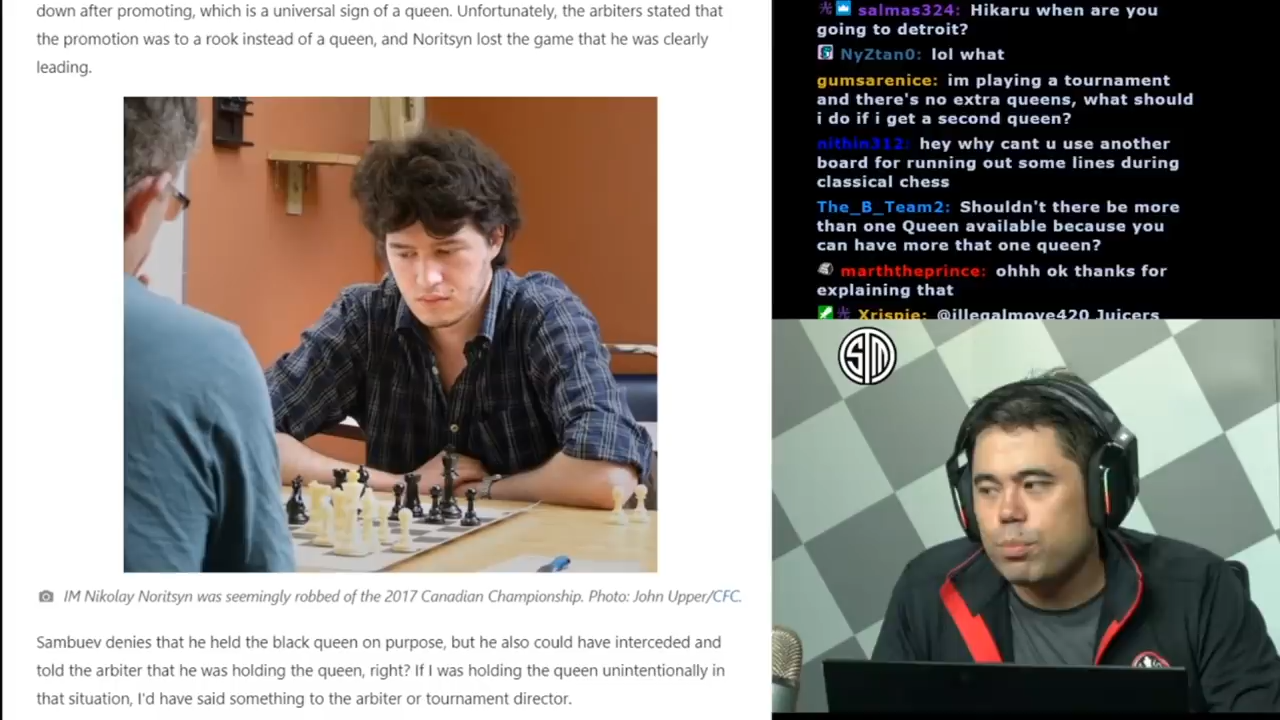 down after promoting, which is a universal sign of a queen. Unfortunately, the arbiters stated that
the promotion was to a rook instead of a queen, and Noritsyn lost the game that he was clearly
leading.
IM Nikolay Noritsyn was seemingly robbed of the 2017 Canadian Championship. Photo: John Upper/CFC.
Sambuev denies that he held the black queen on purpose, but he also could have interceded and
told the arbiter that he was holding the queen, right? If I was holding the queen unintentionally in
that situation, I'd have said something to the arbiter or tournament director.
salmas324: Hikaru when are you
going to detroit?
NyZtan0: lol what
gumsarenice: im playing a tournament
and there's no extra queens, what should
i do if i get a second queen?
nithin312: hey why cant u use another
board for running out some lines during
classical chess
The_B_Team2: Shouldn't there be more
than one Queen available because you
can have more that one queen?
marththeprince: ohhh ok thanks for
explaining that
Xrispie: @illegalmove420 Juicers
TSM